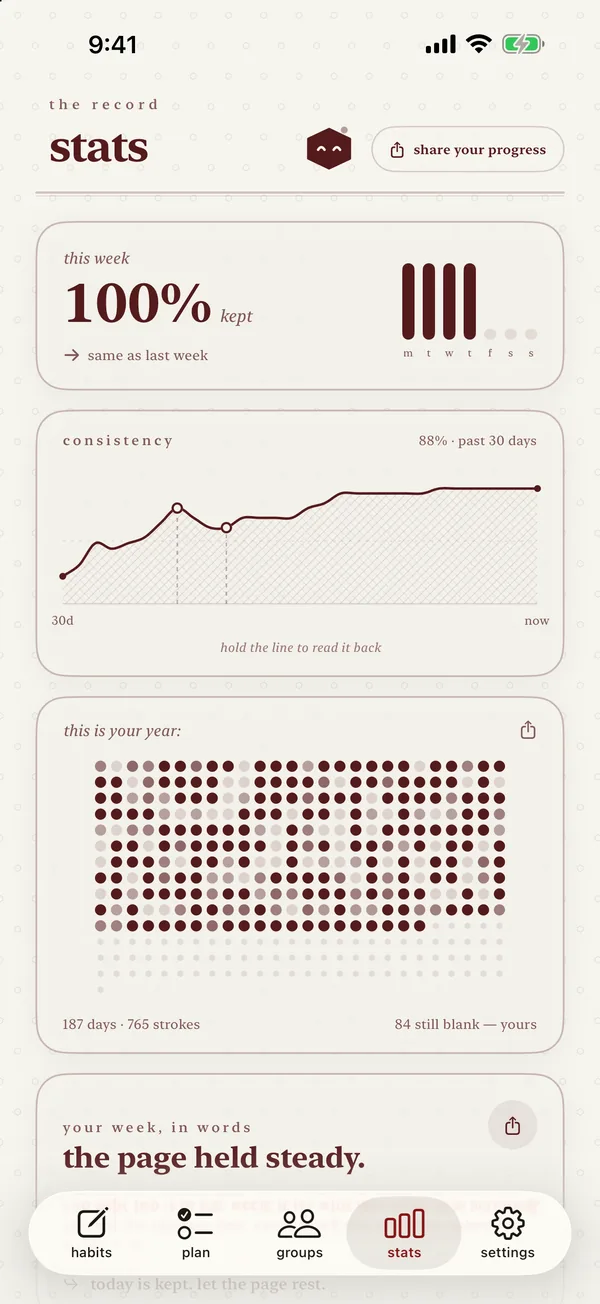 9:41
the record
stats
share your progress
this week
100% kept
→ same as last week
m t w t f s s
consistency
88% · past 30 days
30d
now
hold the line to read it back
this is your year:
187 days · 765 strokes
84 still blank — yours
your week, in words
the page held steady.
habits
plan
groups
stats
settings
today is kept. let the page rest.